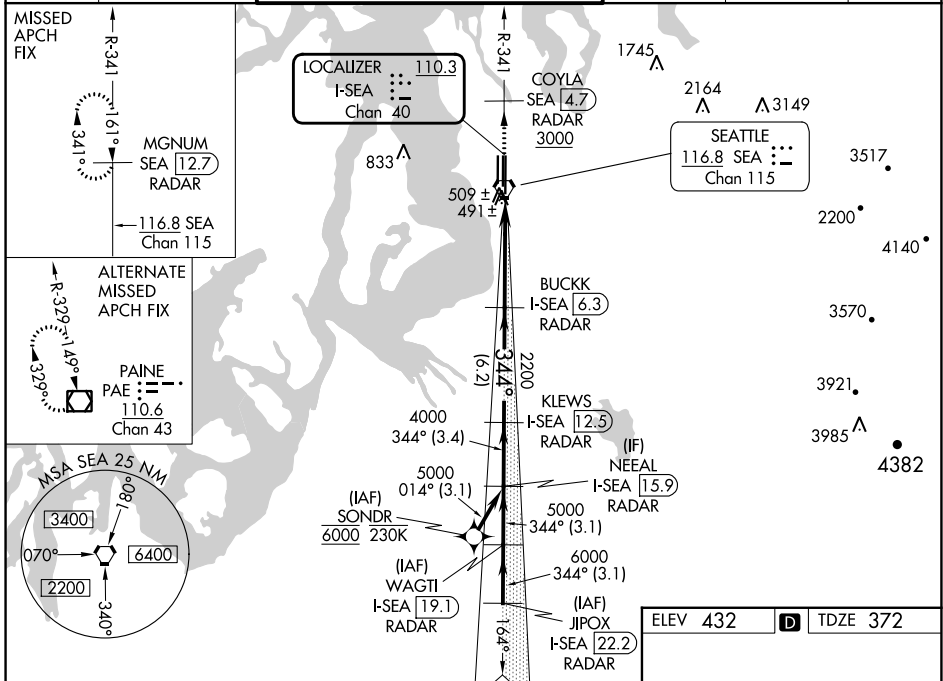 MISSED
APCH
FIX
R-341
341°
161°
MGNUM
SEA 12.7
RADAR
116.8 SEA
Chan 115
ALTERNATE
MISSED
APCH FIX
R-329
149°
329°
PAINE
PAE
110.6
Chan 43
MSA SEA 25 NM
180°
3400
070°
6400
2200
340°
LOCALIZER 110.3
I-SEA
Chan 40
R-341
COYLA
SEA 4.7
RADAR
3000
1745
2164
3149
SEATTLE
116.8 SEA
Chan 115
833
509 ±
491 ±
3517
2200
4140
3570
3921
3985
4382
BUCKK
I-SEA 6.3
RADAR
2200
344°
(6.2)
KLEWS
I-SEA 12.5
RADAR
4000
344° (3.4)
(IF)
NEEAL
I-SEA 15.9
RADAR
5000
014° (3.1)
(IAF)
SONDR
6000 230K
5000
344° (3.1)
(IAF)
WAGTI
I-SEA 19.1
RADAR
6000
344° (3.1)
(IAF)
JIPOX
I-SEA 22.2
RADAR
164°
ELEV 432 D TDZE 372